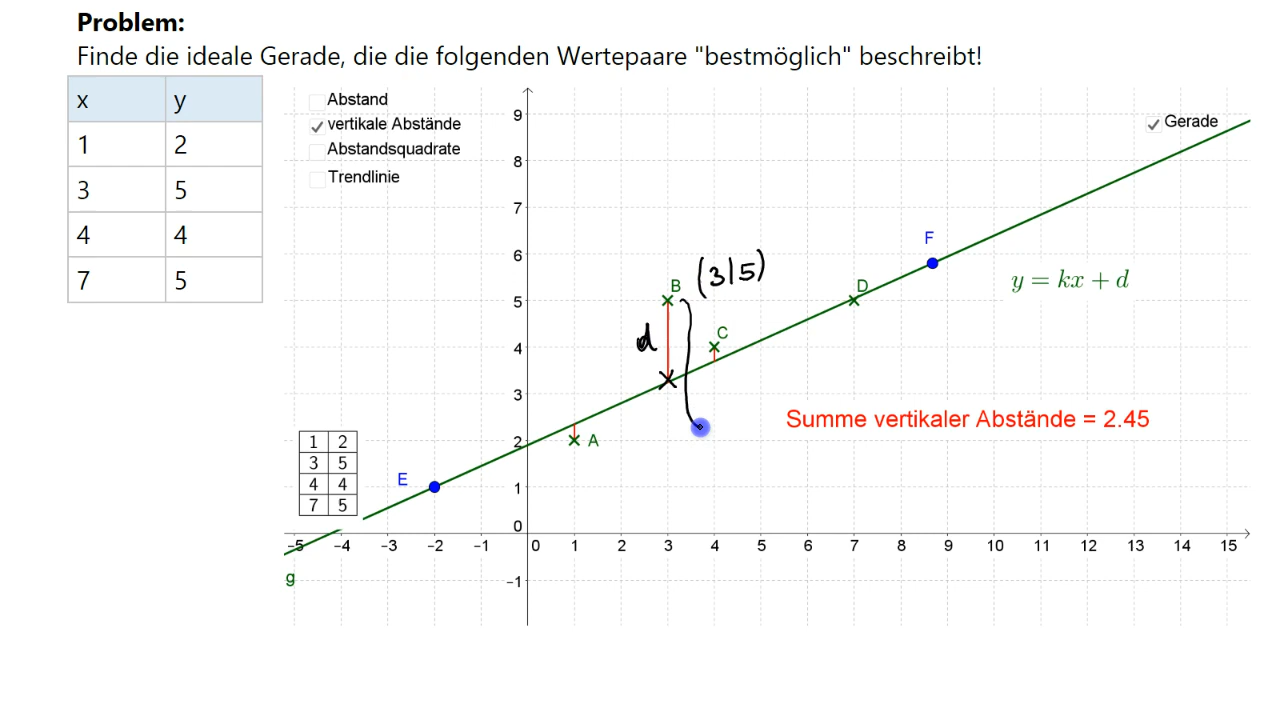 Problem:
Finde die ideale Gerade, die die folgenden Wertepaare "bestmöglich" beschreibt!
x y
1 2
3 5
4 4
7 5
Abstand
vertikale Abstände
Abstandsquadrate
Trendlinie
Gerade
9
8
7
6
5
4
3
2
1
0
−1
F
(3|5)
B
D
y = kx + d
d
C
Summe vertikaler Abstände = 2.45
A
1 2
3 5
4 4
7 5
E
−5 −4 −3 −2 −1 0 1 2 3 4 5 6 7 8 9 10 11 12 13 14 15
g